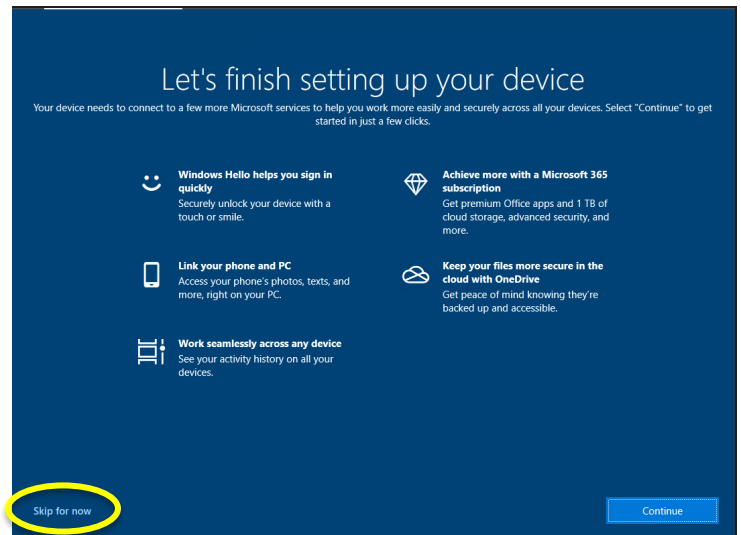 Let's finish setting up your device
Your device needs to connect to a few more Microsoft services to help you work more easily and securely across all your devices. Select "Continue" to get
started in just a few clicks.
Windows Hello helps you sign in
quickly
Securely unlock your device with a
touch or smile.
Link your phone and PC
Access your phone's photos, texts, and
more, right on your PC.
Work seamlessly across any device
See your activity history on all your
devices.
Achieve more with a Microsoft 365
subscription
Get premium Office apps and 1 TB of
cloud storage, advanced security, and
more.
Keep your files more secure in the
cloud with OneDrive
Get peace of mind knowing they're
backed up and accessible.
Skip for now
Continue